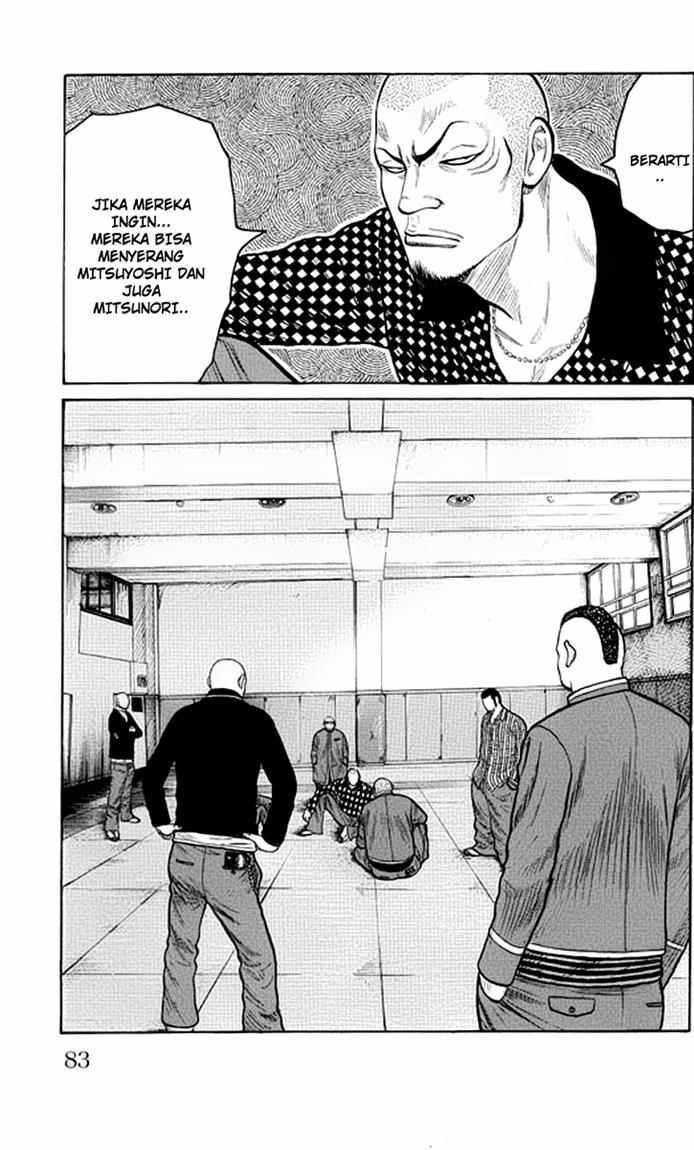 BERARTI
..
JIKA MEREKA
INGIN...
MEREKA BISA
MENYERANG
MITSUYOSHI DAN
JUGA
MITSUNORI..
83